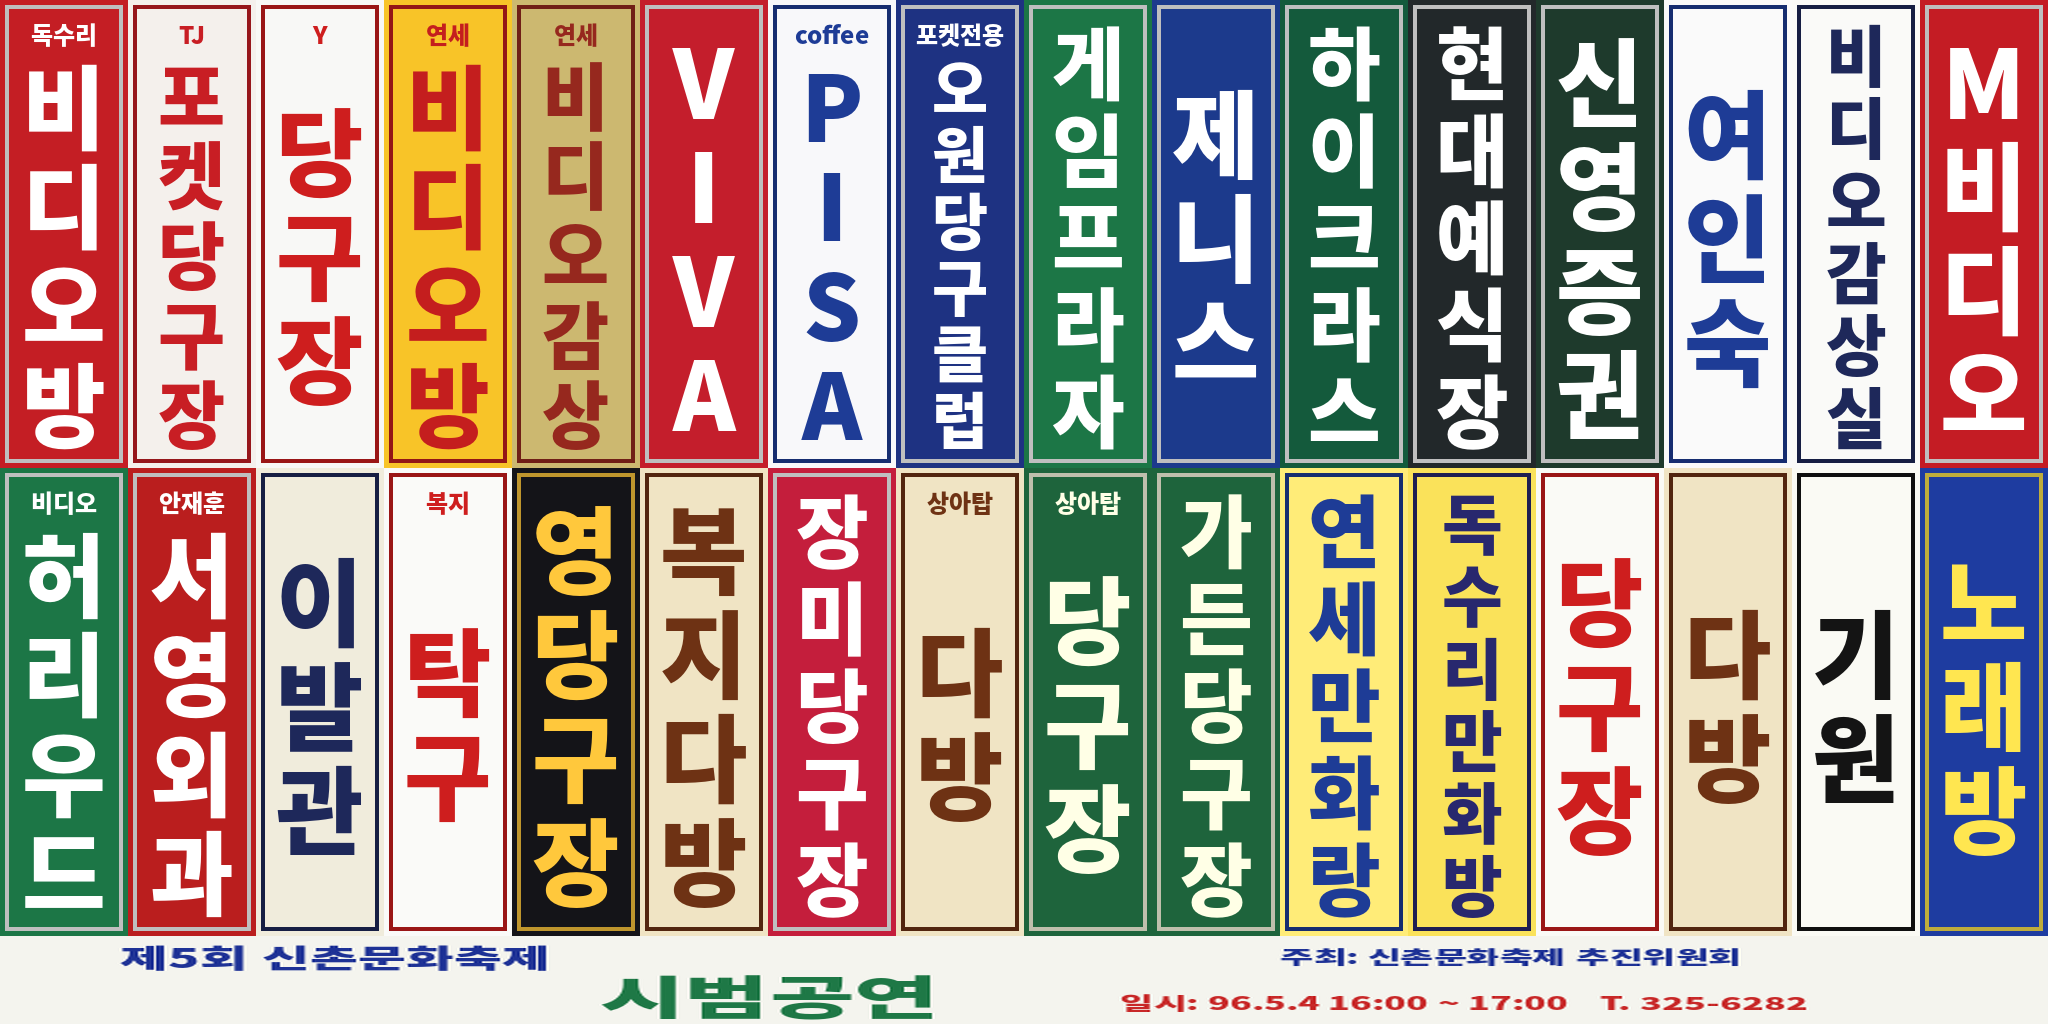 독수리
비디오방
TJ
포켓당구장
Y
당구장
연세
비디오방
연세
비디오감상
VIVA
coffee
PISA
포켓전용
오원당구클럽
게임프라자
제니스
하이크라스
현대예식장
신영증권
여인숙
비디오감상실
M비디오
비디오
허리우드
안재훈
서영외과
이발관
복지
탁구
영당구장
복지다방
장미당구장
상아탑
다방
상아탑
당구장
가든당구장
연세만화랑
독수리만화방
당구장
다방
기원
노래방
제5회 신촌문화축제
시범공연
주최: 신촌문화축제 추진위원회
일시: 96.5.4 16:00 ~ 17:00 T. 325-6282